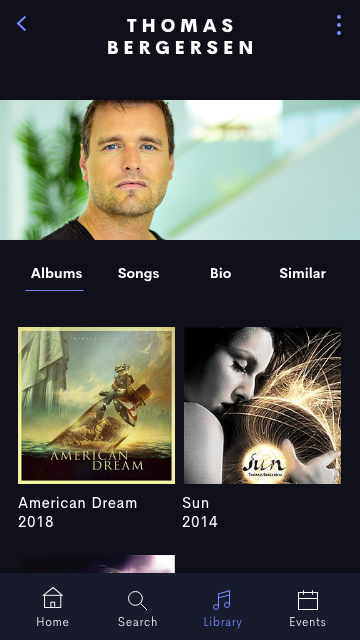 THOMAS
BERGERSEN
Albums
Songs
Bio
Similar
AMERICAN
DREAM
Sun
THOMAS BERGERSEN
American Dream
2018
Sun
2014
Home
Search
Library
Events